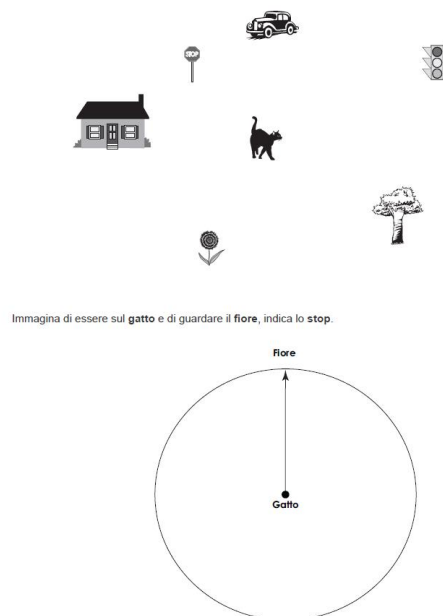 STOP
Immagina di essere sul gatto e di guardare il fiore, indica lo stop.
Fiore
Gatto